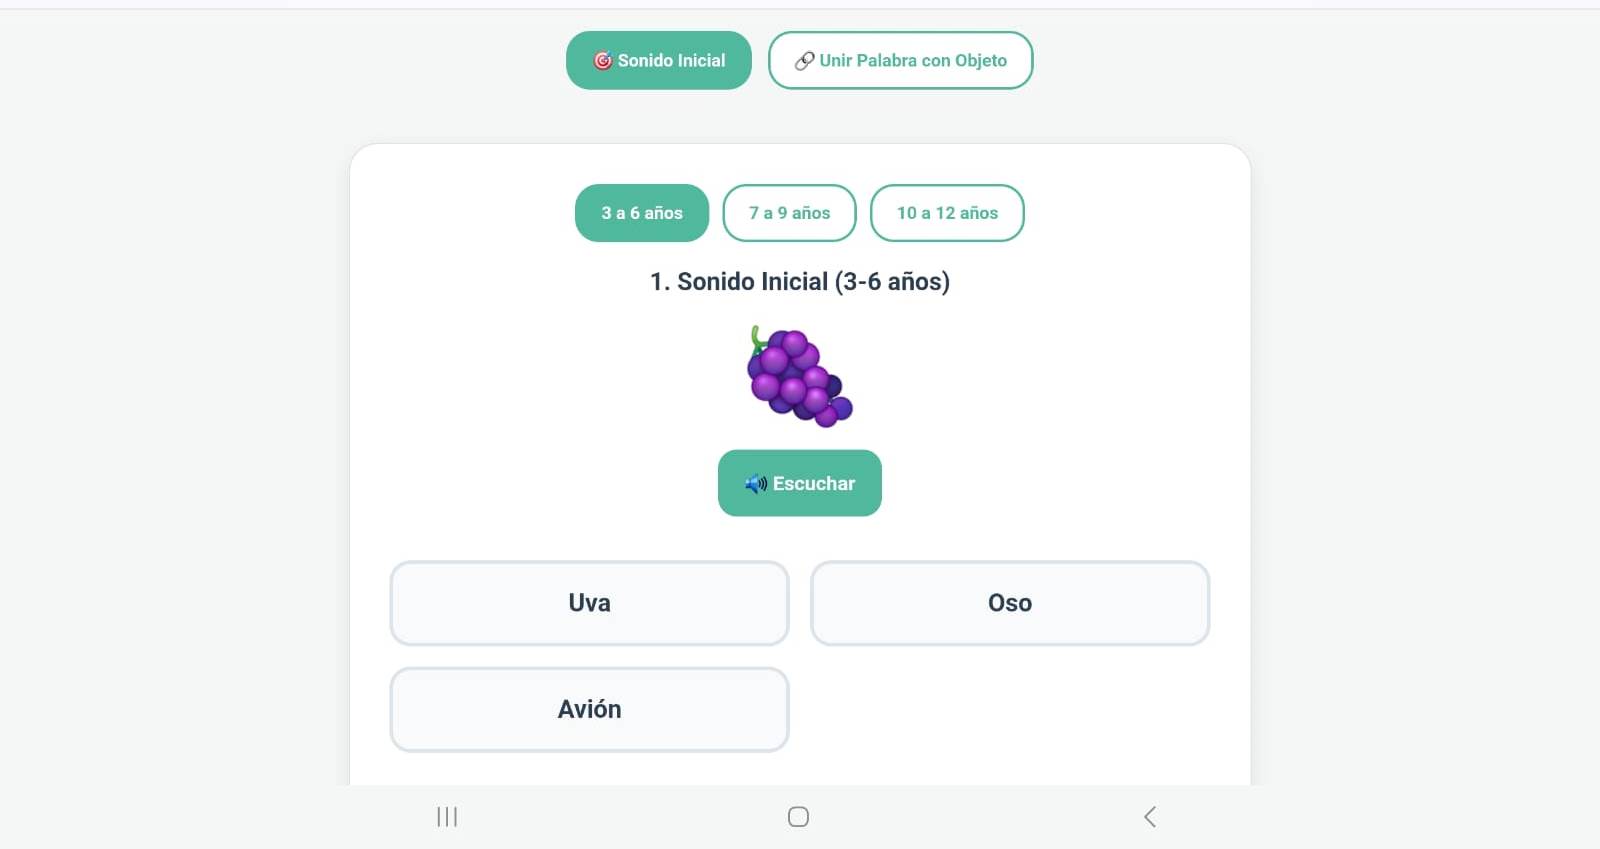 Sonido Inicial
Unir Palabra con Objeto
3 a 6 años
7 a 9 años
10 a 12 años
1. Sonido Inicial (3-6 años)
Escuchar
Uva
Oso
Avión